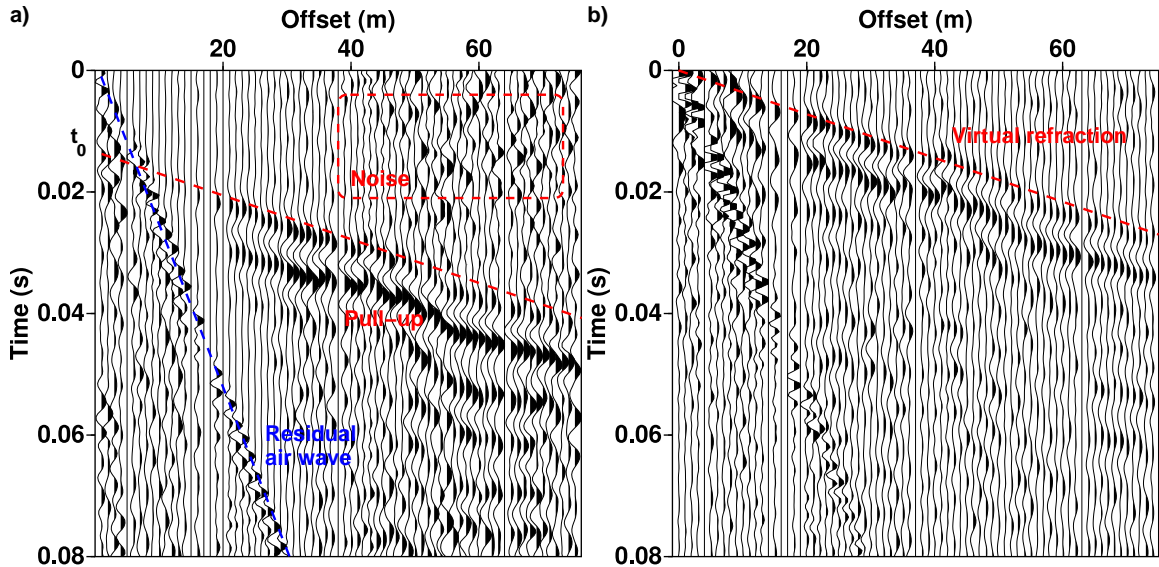 a)
Offset (m)
20 40 60
0
t0
0.02
0.04
0.06
0.08
Time (s)
Noise
Pull-up
Residual
air wave
b)
Offset (m)
0 20 40 60
0
0.02
0.04
0.06
0.08
Time (s)
Virtual refraction